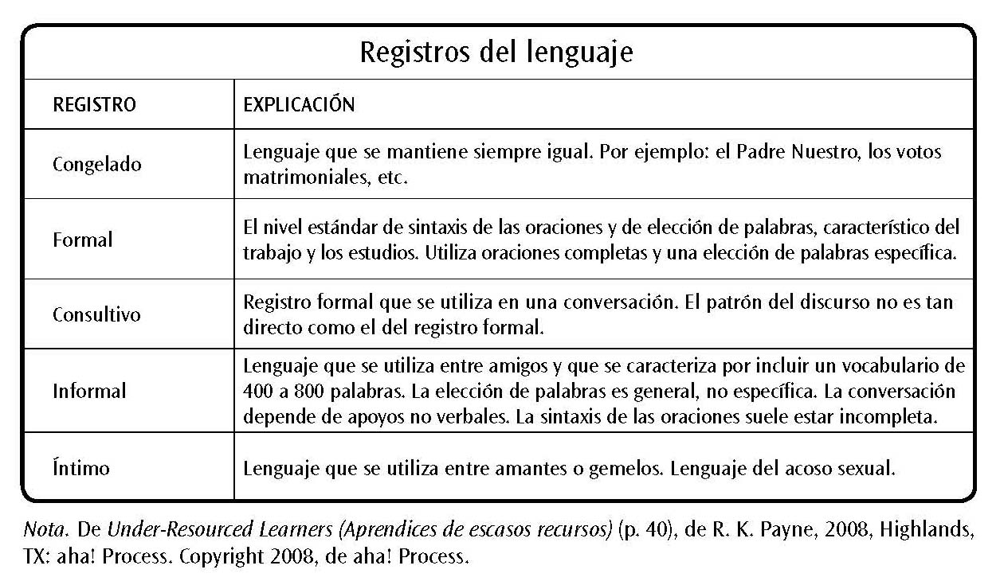 Registros del lenguaje
REGISTRO
EXPLICACIÓN
Congelado
Lenguaje que se mantiene siempre igual. Por ejemplo: el Padre Nuestro, los votos
matrimoniales, etc.
Formal
El nivel estándar de sintaxis de las oraciones y de elección de palabras, característico del
trabajo y los estudios. Utiliza oraciones completas y una elección de palabras específica.
Consultivo
Registro formal que se utiliza en una conversación. El patrón del discurso no es tan
directo como el del registro formal.
Informal
Lenguaje que se utiliza entre amigos y que se caracteriza por incluir un vocabulario de
400 a 800 palabras. La elección de palabras es general, no específica. La conversación
depende de apoyos no verbales. La sintaxis de las oraciones suele estar incompleta.
Íntimo
Lenguaje que se utiliza entre amantes o gemelos. Lenguaje del acoso sexual.
Nota. De Under-Resourced Learners (Aprendices de escasos recursos) (p. 40), de R. K. Payne, 2008, Highlands,
TX: aha! Process. Copyright 2008, de aha! Process.